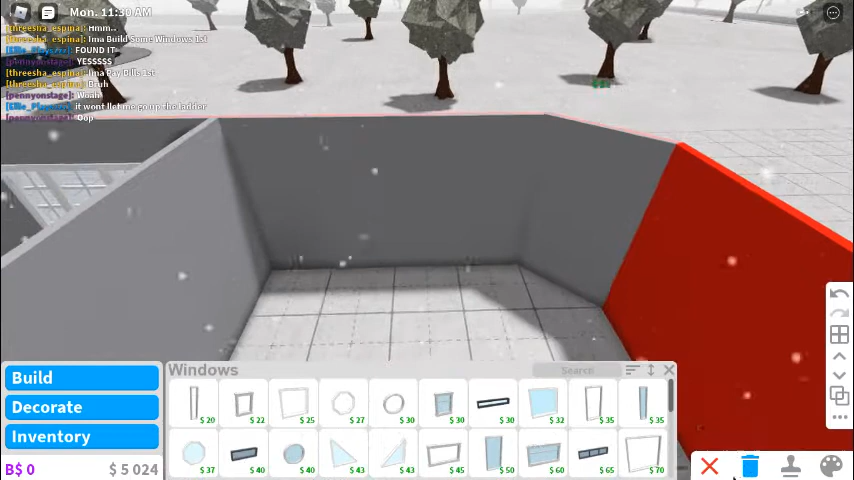 Mon. 11:30 AM
[threesha_espina]: Hmm..
[threesha_espina]: Ima Build Some Windows 1st
FOUND IT
[pennyonstage]: YESSSSS
[threesha_espina]: Ima Pay Bills 1st
[threesha_espina]: Bruh
[pennyonstage]: Woah
it wont llet me go up the ladder
[pennyonstage]: Oop
Windows
Search
$ 20 $ 22 $ 25 $ 27 $ 30 $ 30 $ 30 $ 32 $ 35 $ 35
$ 37 $ 40 $ 40 $ 43 $ 43 $ 45 $ 50 $ 60 $ 65 $ 70
Build
Decorate
Inventory
B$ 0 $ 5 024